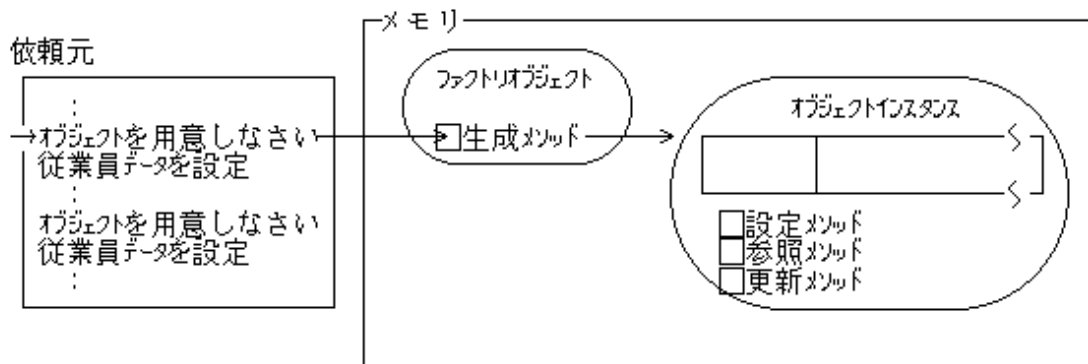 メモリ
依頼元
ファクトリオブジェクト
:
オブジェクトを用意しなさい
従業員データを設定
:
オブジェクトを用意しなさい
従業員データを設定
:
生成メソッド
オブジェクトインスタンス
設定メソッド
参照メソッド
更新メソッド